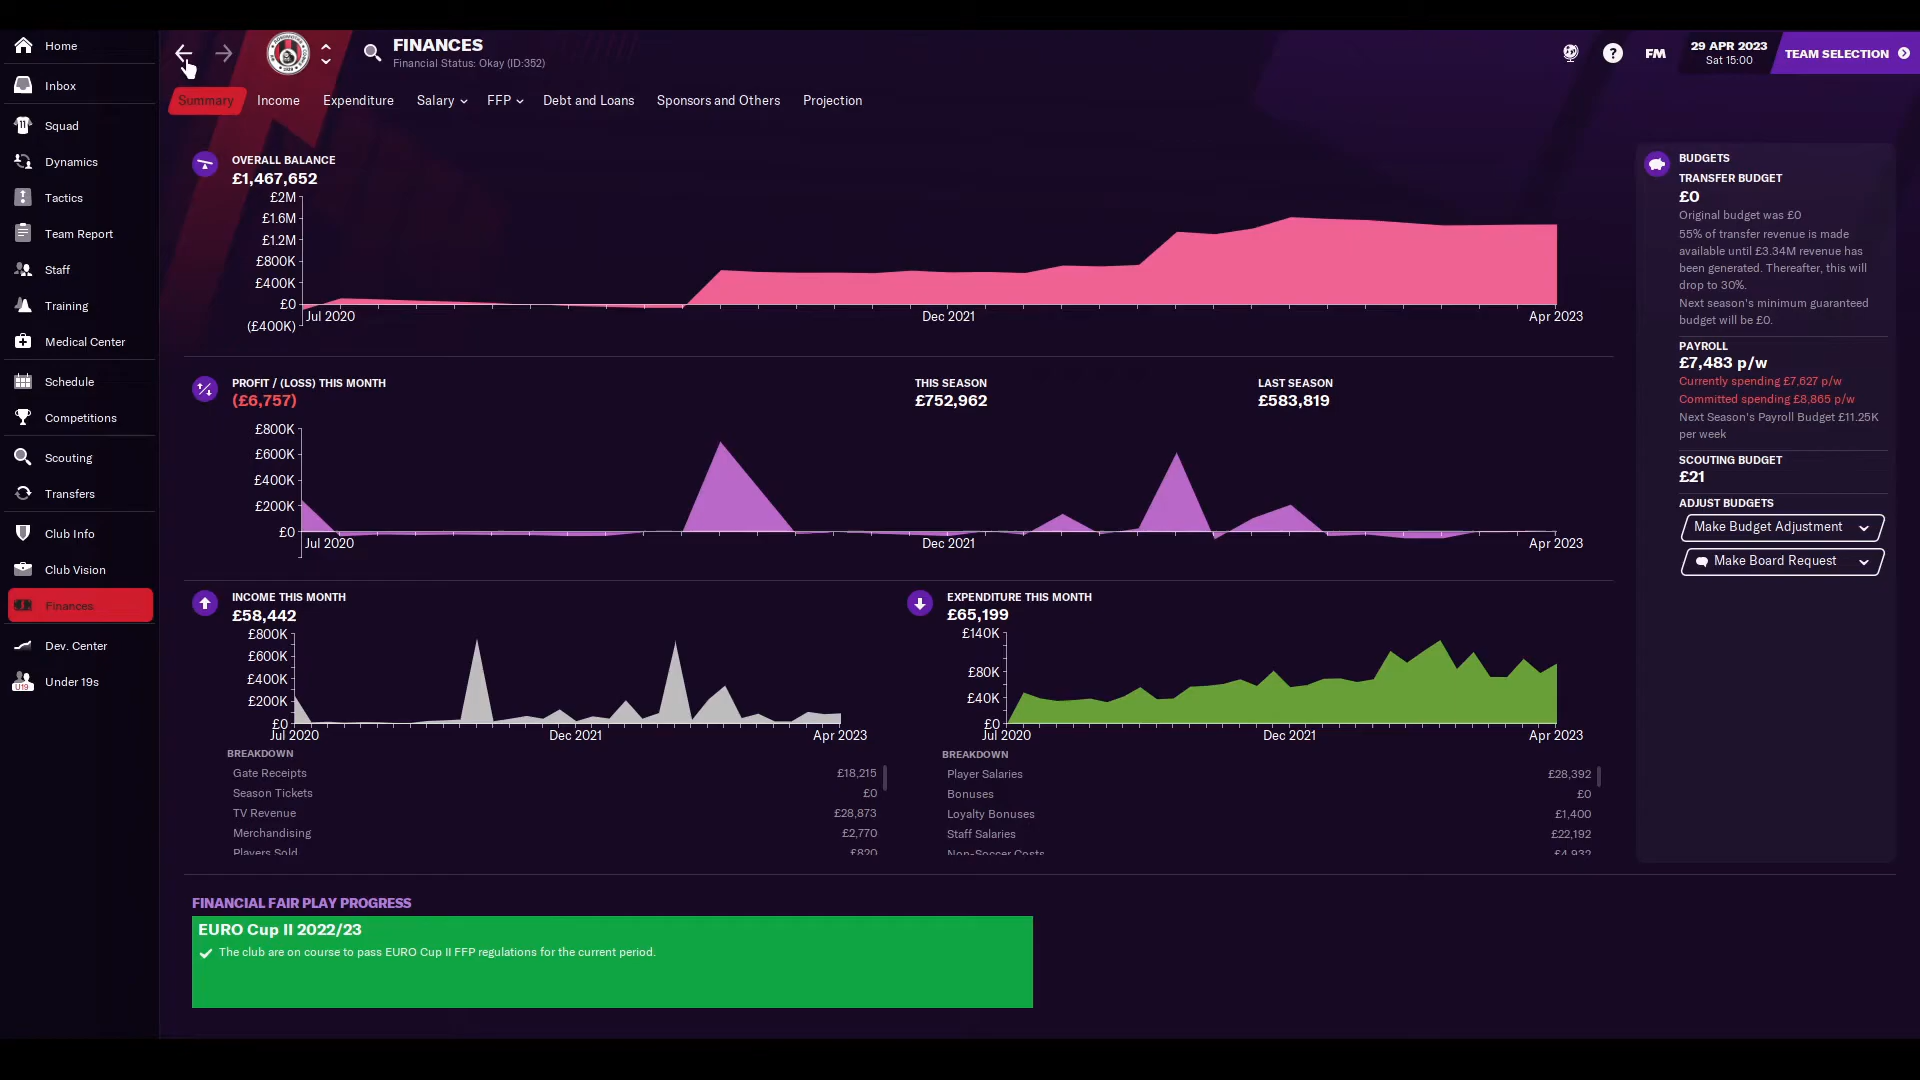 Home
Inbox
Squad
Dynamics
Tactics
Team Report
Staff
Training
Medical Center
Schedule
Competitions
Scouting
Transfers
Club Info
Club Vision
Finances
Dev. Center
U19
Under 19s
FINANCES
Financial Status: Okay (ID:352)
FM
29 APR 2023
Sat 15:00
TEAM SELECTION
Summary Income Expenditure Salary FFP Debt and Loans Sponsors and Others Projection
OVERALL BALANCE
£1,467,652
£2M
£1.6M
£1.2M
£800K
£400K
£0
(£400K)
Jul 2020 Dec 2021 Apr 2023
PROFIT / (LOSS) THIS MONTH
(£6,757)
THIS SEASON
£752,962
LAST SEASON
£583,819
£800K
£600K
£400K
£200K
£0
Jul 2020 Dec 2021 Apr 2023
INCOME THIS MONTH
£58,442
£800K
£600K
£400K
£200K
£0
Jul 2020 Dec 2021 Apr 2023
BREAKDOWN
Gate Receipts £18,215
Season Tickets £0
TV Revenue £28,873
Merchandising £2,770
Players Sold £820
EXPENDITURE THIS MONTH
£65,199
£140K
£80K
£40K
£0
Jul 2020 Dec 2021 Apr 2023
BREAKDOWN
Player Salaries £28,392
Bonuses £0
Loyalty Bonuses £1,400
Staff Salaries £22,192
Non-Soccer Costs £4,932
FINANCIAL FAIR PLAY PROGRESS
EURO Cup II 2022/23
The club are on course to pass EURO Cup II FFP regulations for the current period.
BUDGETS
TRANSFER BUDGET
£0
Original budget was £0
55% of transfer revenue is made
available until £3.34M revenue has
been generated. Thereafter, this will
drop to 30%.
Next season's minimum guaranteed
budget will be £0.
PAYROLL
£7,483 p/w
Currently spending £7,627 p/w
Committed spending £8,865 p/w
Next Season's Payroll Budget £11.25K
per week
SCOUTING BUDGET
£21
ADJUST BUDGETS
Make Budget Adjustment
Make Board Request